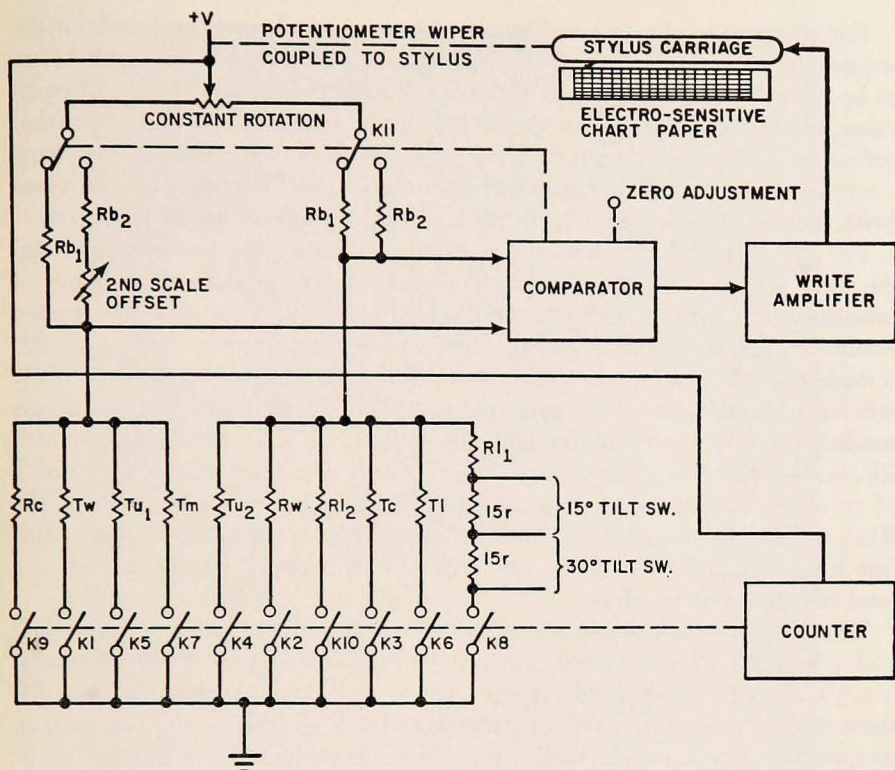 +V
POTENTIOMETER WIPER
COUPLED TO STYLUS
STYLUS CARRIAGE
ELECTRO-SENSITIVE
CHART PAPER
CONSTANT ROTATION
K11
ZERO ADJUSTMENT
Rb2
Rb1
Rb1
Rb2
2ND SCALE
OFFSET
COMPARATOR
WRITE
AMPLIFIER
Rl1
Rc
Tw
Tu1
Tm
Tu2
Rw
Rl2
Tc
Tl
15r
15° TILT SW.
15r
30° TILT SW.
K9
K1
K5
K7
K4
K2
K10
K3
K6
K8
COUNTER